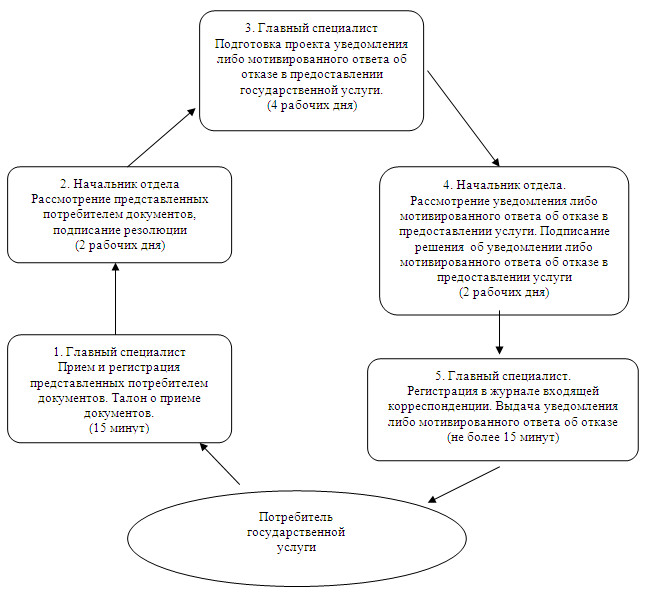 3. Главный специалист
Подготовка проекта уведомления
либо мотивированного ответа об
отказе в предоставлении
государственной услуги.
(4 рабочих дня)
2. Начальник отдела
Рассмотрение представленных
потребителем документов,
подписание резолюции
(2 рабочих дня)
4. Начальник отдела.
Рассмотрение уведомления либо
мотивированного ответа об отказе в
предоставлении услуги. Подписание
решения об уведомлении либо
мотивированного ответа об отказе в
предоставлении услуги
(2 рабочих дня)
1. Главный специалист
Прием и регистрация
представленных потребителем
документов. Талон о приеме
документов.
(15 минут)
5. Главный специалист.
Регистрация в журнале входящей
корреспонденции. Выдача уведомления
либо мотивированного ответа об отказе
(не более 15 минут)
Потребитель
государственной
услуги